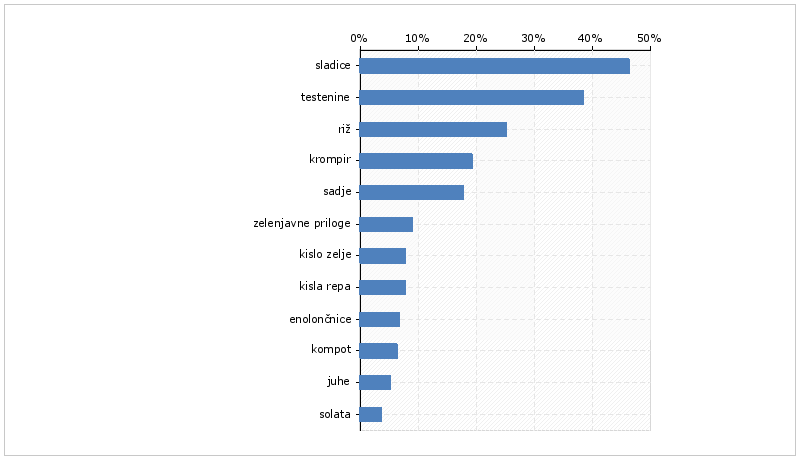 0% 10% 20% 30% 40% 50%
sladice
testenine
riž
krompir
sadje
zelenjavne priloge
kislo zelje
kisla repa
enolončnice
kompot
juhe
solata